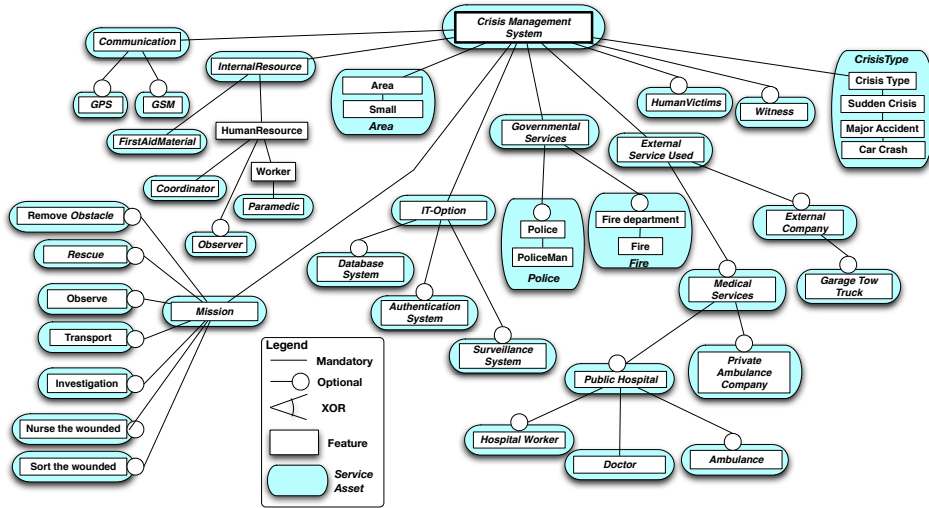 Crisis Management
System
Communication
GPS
GSM
InternalResource
FirstAidMaterial
HumanResource
Coordinator
Worker
Paramedic
Observer
Area
Small
Area
Governmental
Services
HumanVictims
Witness
CrisisType
Crisis Type
Sudden Crisis
Major Accident
Car Crash
External
Service Used
IT-Option
Database
System
Authentication
System
Surveillance
System
Police
PoliceMan
Police
Fire department
Fire
Fire
External
Company
Garage Tow
Truck
Medical
Services
Public Hospital
Private
Ambulance
Company
Hospital Worker
Doctor
Ambulance
Remove Obstacle
Rescue
Observe
Transport
Investigation
Nurse the wounded
Sort the wounded
Mission
Legend
Mandatory
Optional
XOR
Feature
Service
Asset